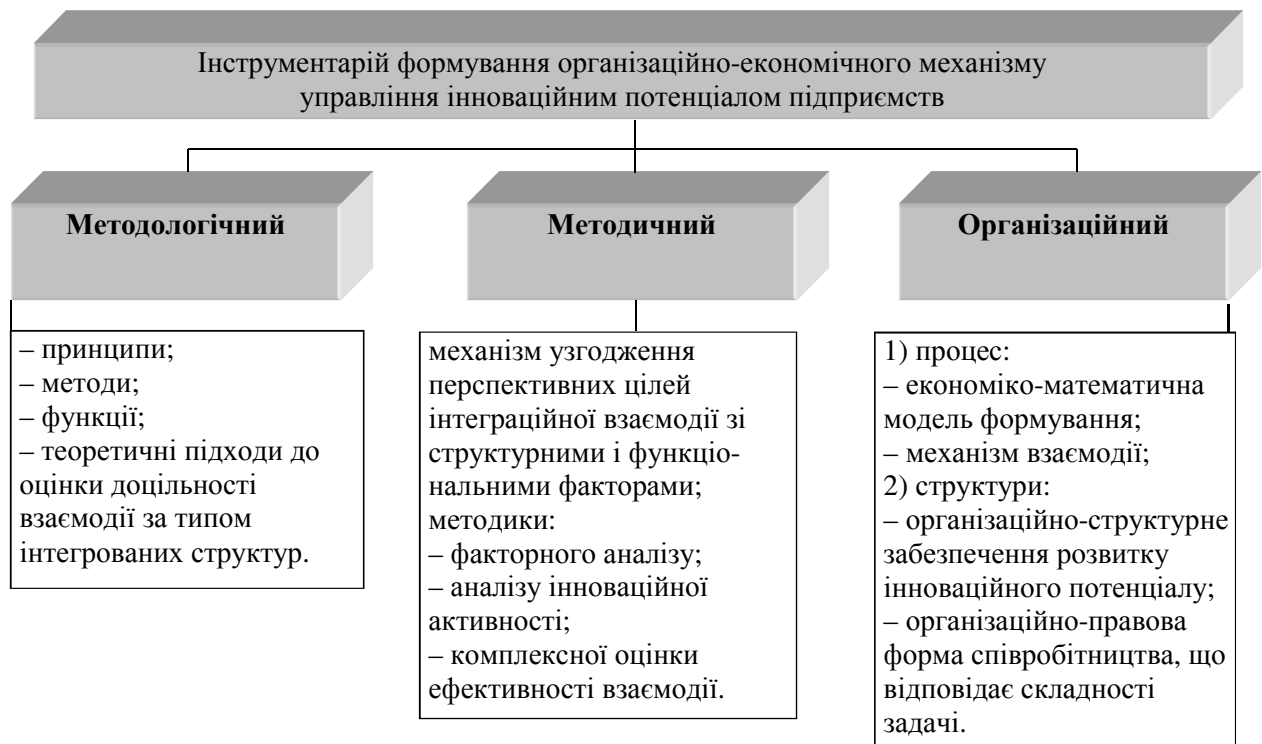 Інструментарій формування організаційно-економічного механізму
управління інноваційним потенціалом підприємств
Методологічний
Методичний
Організаційний
– принципи;
– методи;
– функції;
– теоретичні підходи до
оцінки доцільності
взаємодії за типом
інтегрованих структур.
механізм узгодження
перспективних цілей
інтеграційної взаємодії зі
структурними і функціо-
нальними факторами;
методики:
– факторного аналізу;
– аналізу інноваційної
активності;
– комплексної оцінки
ефективності взаємодії.
1) процес:
– економіко-математична
модель формування;
– механізм взаємодії;
2) структури:
– організаційно-структурне
забезпечення розвитку
інноваційного потенціалу;
– організаційно-правова
форма співробітництва, що
відповідає складності
задачі.